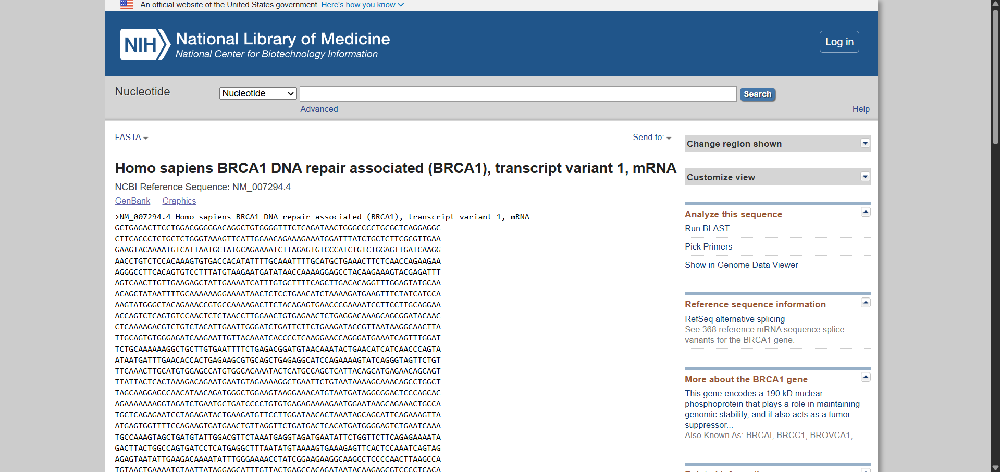 An official website of the United States government Here's how you know
NIH National Library of Medicine
National Center for Biotechnology Information
Log in
Nucleotide
Nucleotide
Search
Advanced
Help
FASTA
Send to:
Homo sapiens BRCA1 DNA repair associated (BRCA1), transcript variant 1, mRNA
NCBI Reference Sequence: NM_007294.4
GenBank Graphics
>NM_007294.4 Homo sapiens BRCA1 DNA repair associated (BRCA1), transcript variant 1, mRNA
GCTGAGACTTCCTGGACGGGGGACAGGCTGTGGGGTTTCTCAGATAACTGGGCCCCTGCGCTCAGGAGGC
CTTCACCCTCTGCTCTGGGTAAAGTTCATTGGAACAGAAAGAAATGGATTTATCTGCTCTTCGCGTTGAA
GAAGTACAAAATGTCATTAATGCTATGCAGAAAATCTTAGAGTGTCCCATCTGTCTGGAGTTGATCAAGG
AACCTGTCTCCACAAAGTGTGACCACATATTTTGCAAATTTTGCATGCTGAAACTTCTCAACCAGAAGAA
AGGGCCTTCACAGTGTCCTTTATGTAAGAATGATATAACCAAAAGGAGCCTACAAGAAAGTACGAGATTT
AGTCAACTTGTTGAAGAGCTATTGAAAATCATTTGTGCTTTTCAGCTTGACACAGGTTTGGAGTATGCAA
ACAGCTATAATTTTGCAAAAAAGGAAAATAACTCTCCTGAACATCTAAAAGATGAAGTTTCTATCATCCA
AAGTATGGGCTACAGAAACCGTGCCAAAAGACTTCTACAGAGTGAACCCGAAAATCCTTCCTTGCAGGAA
ACCAGTCTCAGTGTCCAACTCTCTAACCTTGGAACTGTGAGAACTCTGAGGACAAAGCAGCGGATACAAC
CTCAAAAGACGTCTGTCTACATTGAATTGGGATCTGATTCTTCTGAAGATACCGTTAATAAGGCAACTTA
TTGCAGTGTGGGAGATCAAGAATTGTTACAAATCACCCCTCAAGGAACCAGGGATGAAATCAGTTTGGAT
TCTGCAAAAAAGGCTGCTTGTGAATTTTCTGAGACGGATGTAACAAATACTGAACATCATCAACCCAGTA
ATAATGATTTGAACACCACTGAGAAGCGTGCAGCTGAGAGGCATCCAGAAAAGTATCAGGGTAGTTCTGT
TTCAAACTTGCATGTGGAGCCATGTGGCACAAATACTCATGCCAGCTCATTACAGCATGAGAACAGCAGT
TTATTACTCACTAAAGACAGAATGAATGTAGAAAAGGCTGAATTCTGTAATAAAAGCAAACAGCCTGGCT
TAGCAAGGAGCCAACATAACAGATGGGCTGGAAGTAAGGAAACATGTAATGATAGGCGGACTCCCAGCAC
AGAAAAAAAGGTAGATCTGAATGCTGATCCCCTGTGTGAGAGAAAAGAATGGAATAAGCAGAAACTGCCA
TGCTCAGAGAATCCTAGAGATACTGAAGATGTTCCTTGGATAACACTAAATAGCAGCATTCAGAAAGTTA
ATGAGTGGTTTTCCAGAAGTGATGAACTGTTAGGTTCTGATGACTCACATGATGGGGAGTCTGAATCAAA
TGCCAAAGTAGCTGATGTATTGGACGTTCTAAATGAGGTAGATGAATATTCTGGTTCTTCAGAGAAAATA
GACTTACTGGCCAGTGATCCTCATGAGGCTTTAATATGTAAAAGTGAAAGAGTTCACTCCAAATCAGTAG
AGAGTAATATTGAAGACAAAATATTTGGGAAAACCTATCGGAAGAAGGCAAGCCTCCCCAACTTAAGCCA
TGTAACTGAAAATCTAATTATAGGAGCATTTGTTACTGAGCCACAGATAATACAAGAGCGTCCCCTCACA
Change region shown
Customize view
Analyze this sequence
Run BLAST
Pick Primers
Show in Genome Data Viewer
Reference sequence information
RefSeq alternative splicing
See 368 reference mRNA sequence splice
variants for the BRCA1 gene.
More about the BRCA1 gene
This gene encodes a 190 kD nuclear
phosphoprotein that plays a role in maintaining
genomic stability, and it also acts as a tumor
suppressor...
Also Known As: BRCAI, BRCC1, BROVCA1, ...